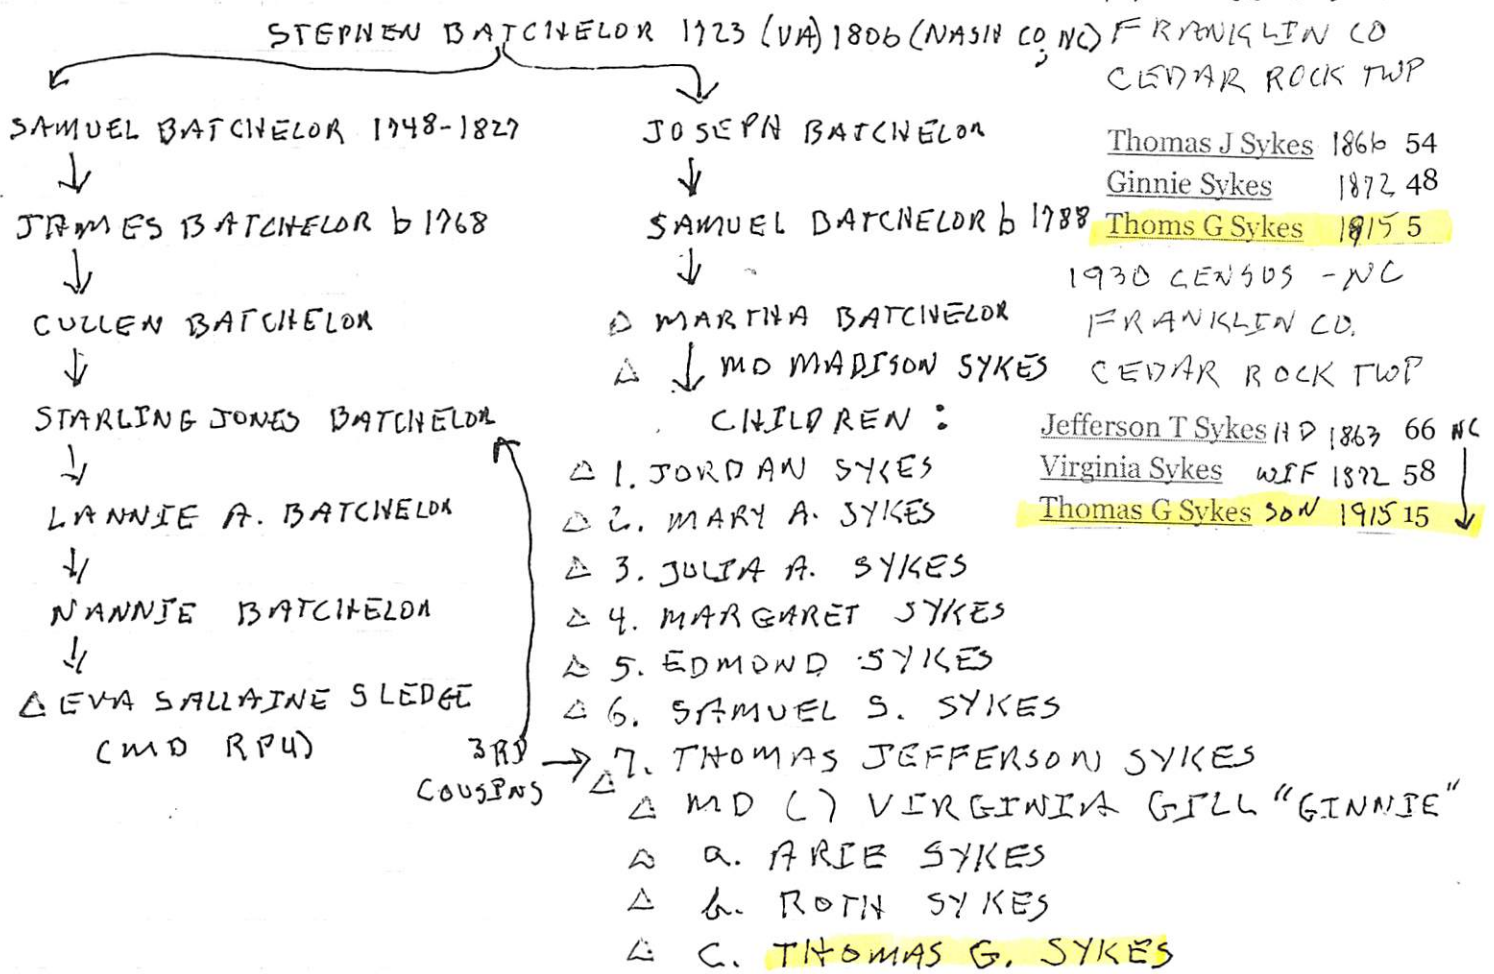 STEPHEN BATCHELOR 1723 (VA) 1806 (NASH CO, NC)
SAMUEL BATCHELOR 1748-1827
JAMES BATCHELOR b 1768
CULLEN BATCHELOR
STARLING JONES BATCHELOR
LANNIE A. BATCHELOR
NANNIE BATCHELOR
△ EVA SALLAINE SLEDGE
(MD RP4)
3RD
COUSINS
JOSEPH BATCHELOR
SAMUEL BATCHELOR b 1788
△ MARTHA BATCHELOR
△ MD MADISON SYKES
CHILDREN:
△ 1. JORDAN SYKES
△ 2. MARY A. SYKES
△ 3. JULIA A. SYKES
△ 4. MARGARET SYKES
△ 5. EDMOND SYKES
△ 6. SAMUEL S. SYKES
△ 7. THOMAS JEFFERSON SYKES
△ MD ( ) VIRGINIA GILL "GINNIE"
△ a. ARIE SYKES
△ b. ROTH SYKES
△ C. THOMAS G. SYKES
FRANKLIN CO
CEDAR ROCK TWP
Thomas J Sykes 1866 54
Ginnie Sykes 1872 48
Thoms G Sykes 1915 5
1930 CENSUS - NC
FRANKLIN CO.
CEDAR ROCK TWP
Jefferson T Sykes HD 1863 66 NC
Virginia Sykes WIF 1872 58
Thomas G Sykes SON 1915 15